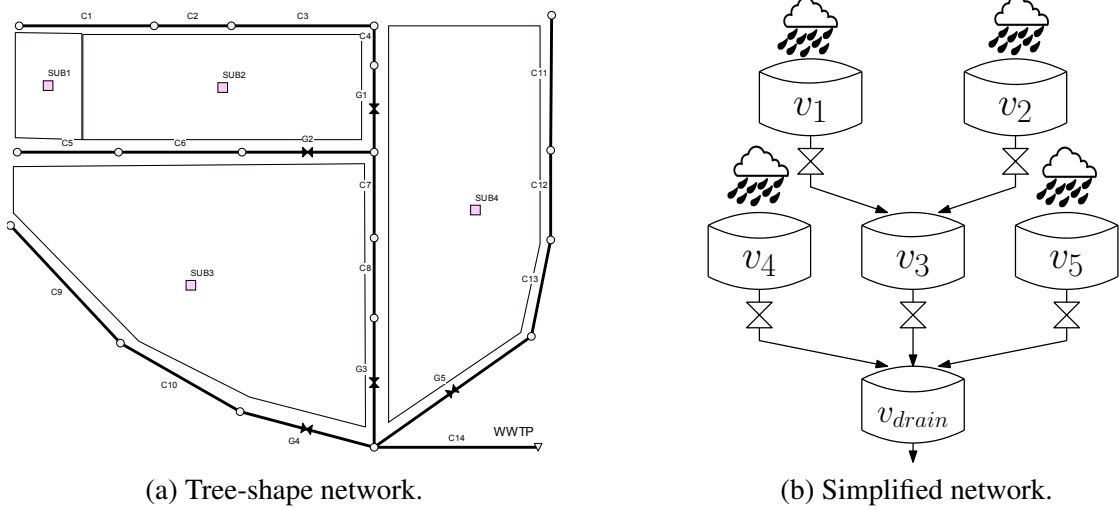 C1 C2 C3
C4
SUB1 SUB2
C11
G1
C5 C6 G2
C7 C12
SUB4
C8
SUB3
C9 C13
G3
C10 G5
G4
C14 WWTP
(a) Tree-shape network.
v1 v2
v4 v3 v5
vdrain
(b) Simplified network.